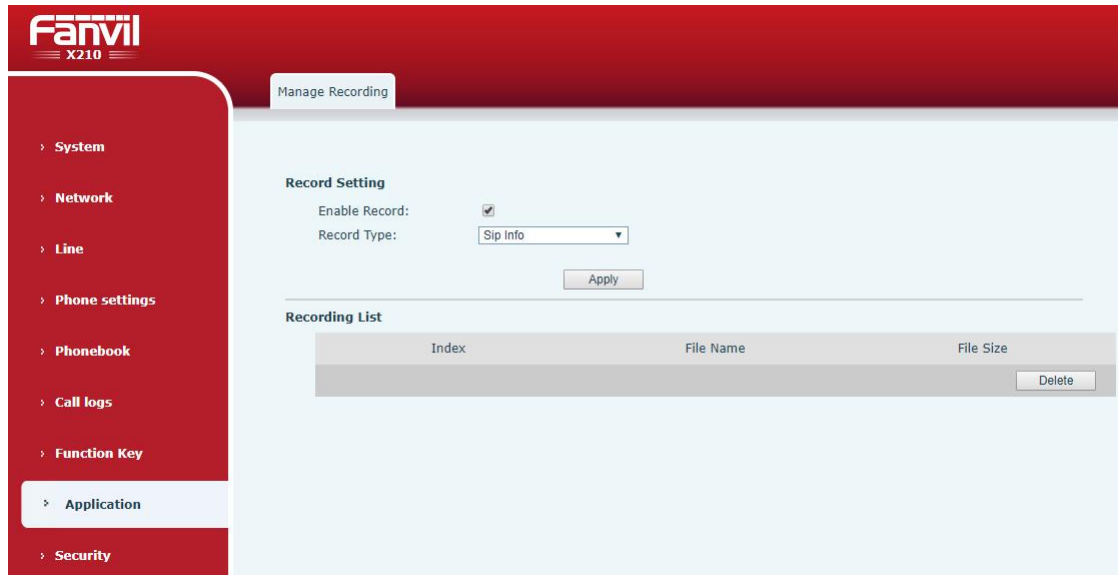 Fanvil
X210
Manage Recording
System
Network
Line
Phone settings
Phonebook
Call logs
Function Key
Application
Security
Record Setting
Enable Record:
Record Type: Sip Info
Apply
Recording List
Index File Name File Size
Delete